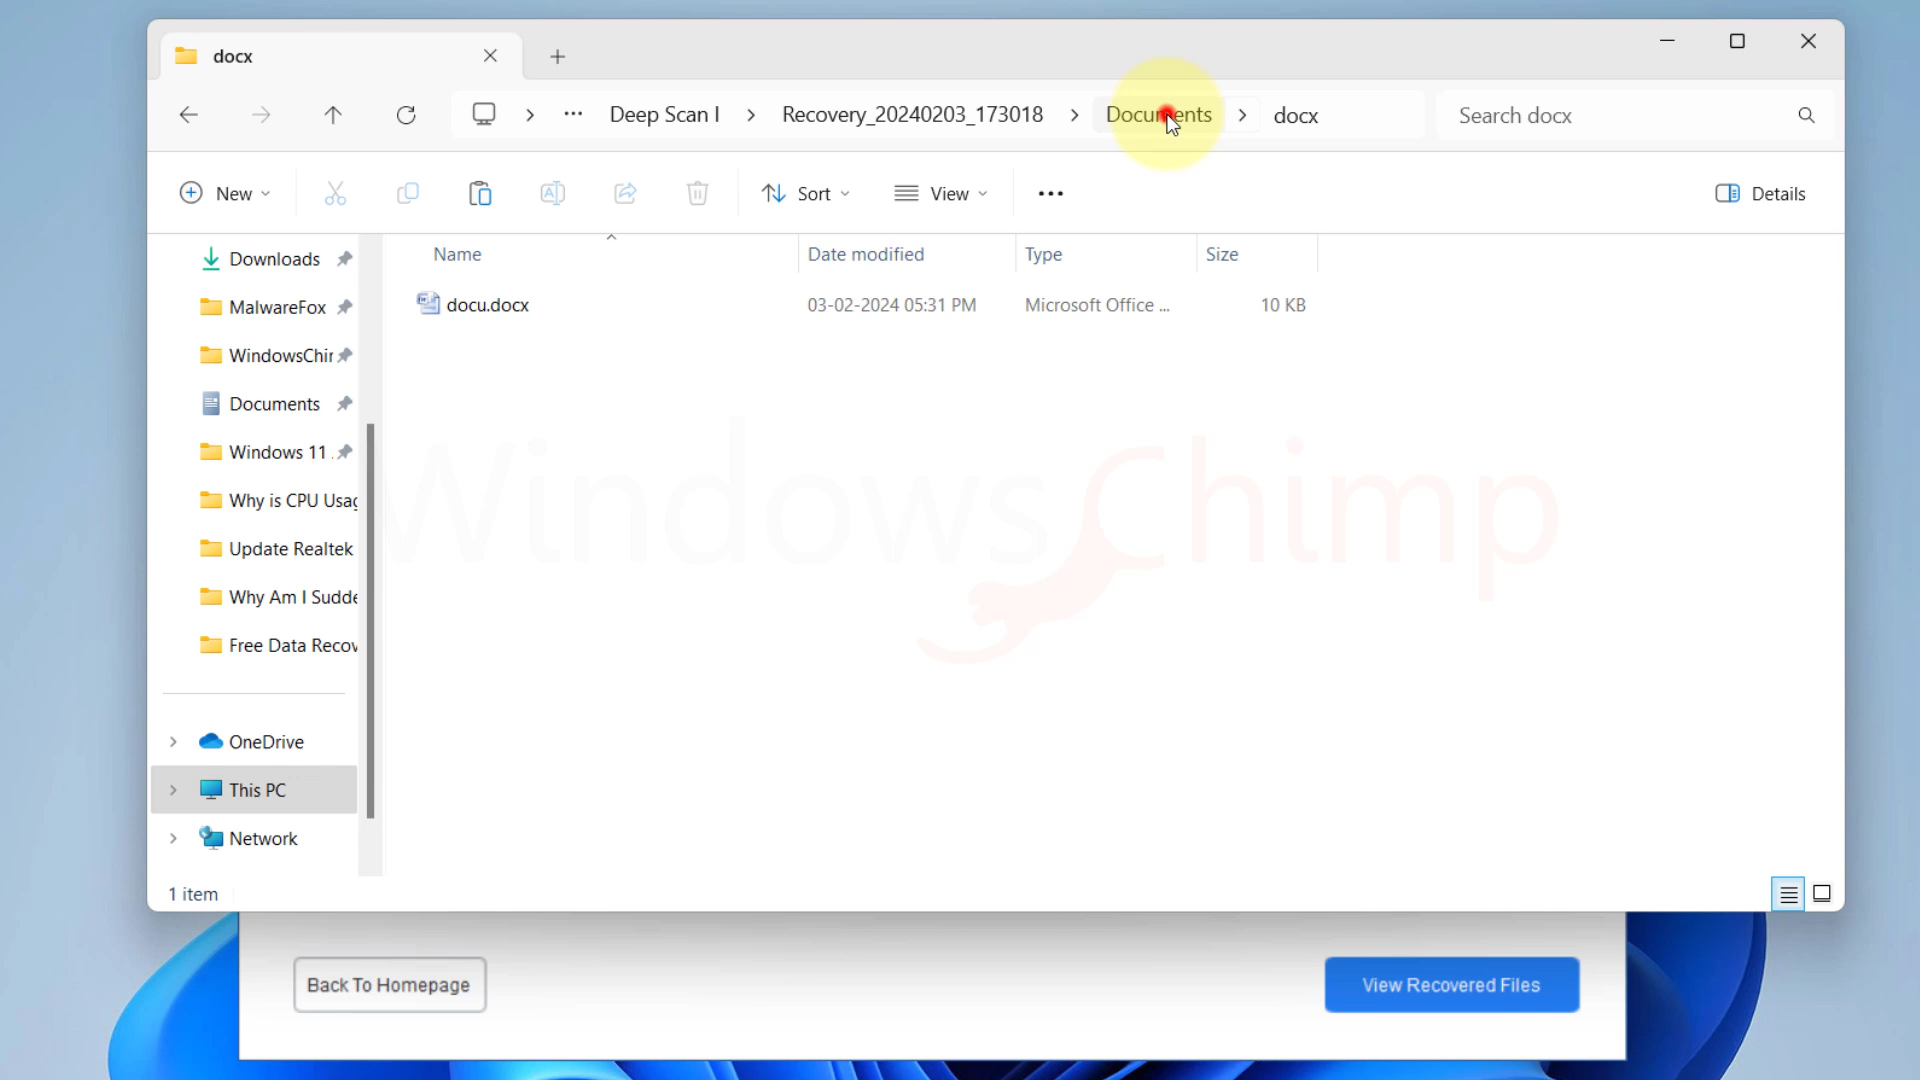 docx
Deep Scan I
Recovery_20240203_173018
Documents
docx
Search docx
New
Sort
View
Details
Downloads
MalwareFox
WindowsChir
Documents
Windows 11
Why is CPU Usag
Update Realtek
Why Am I Sudde
Free Data Recov
OneDrive
This PC
Network
Name Date modified Type Size
docu.docx 03-02-2024 05:31 PM Microsoft Office ... 10 KB
WindowsChimp
1 item
Back To Homepage
View Recovered Files